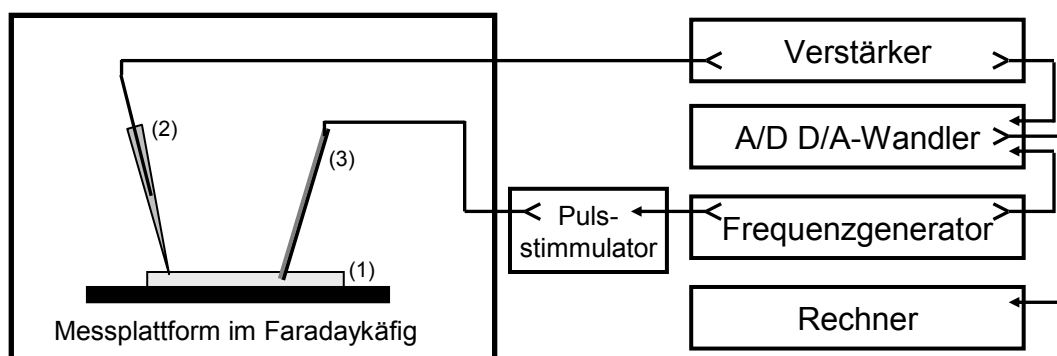 Verstärker
(2)
(3)
A/D D/A-Wandler
Puls-
stimmulator
Frequenzgenerator
(1)
Messplattform im Faradaykäfig
Rechner